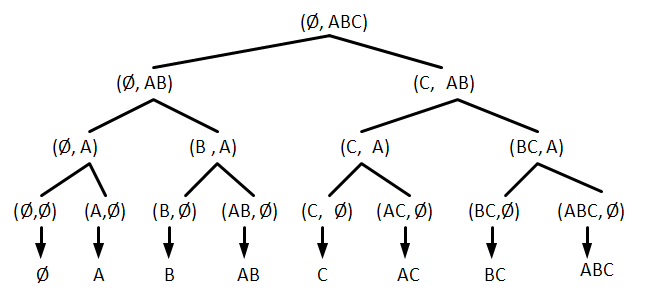 (Ø, ABC)
(Ø, AB) (C, AB)
(Ø, A) (B , A) (C, A) (BC, A)
(Ø,Ø) (A,Ø) (B, Ø) (AB, Ø) (C, Ø) (AC, Ø) (BC,Ø) (ABC, Ø)
Ø A B AB C AC BC ABC